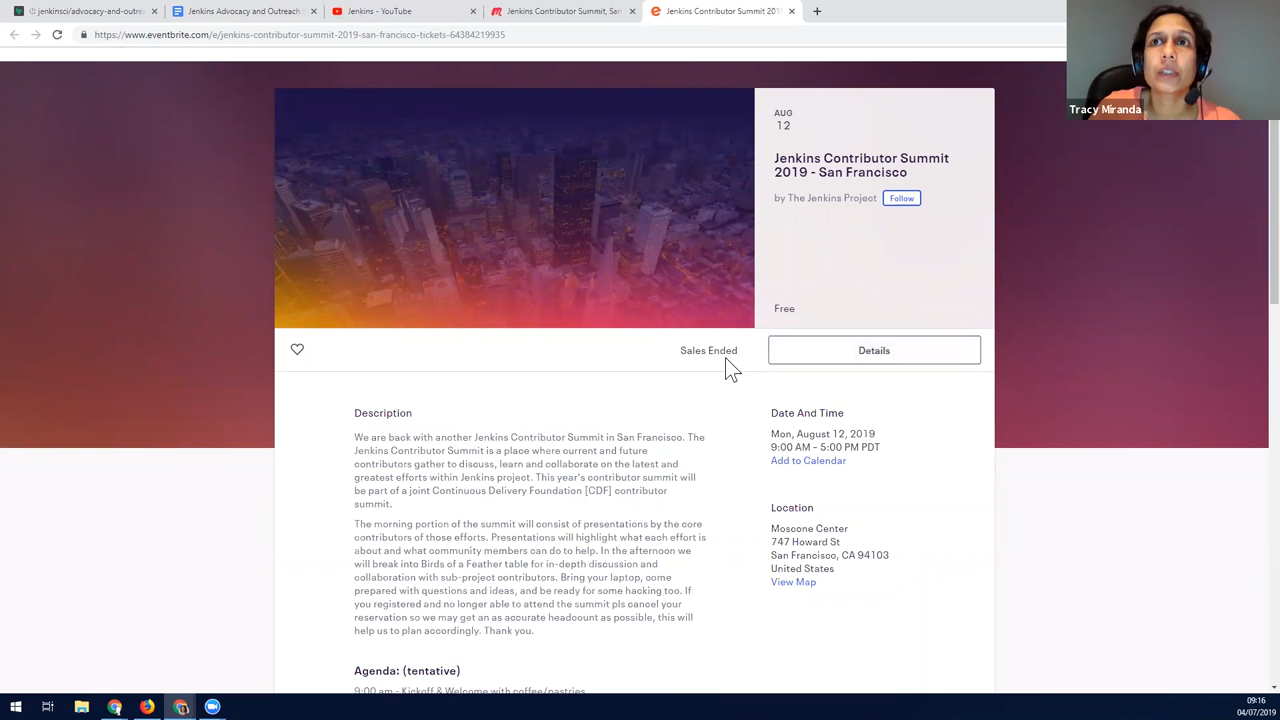 jenkinsci/advocacy-and-outrea
Jenkins Advocacy and Outreach
Jenkins - YouTube
Jenkins Contributor Summit, San
Jenkins Contributor Summit 201
https://www.eventbrite.com/e/jenkins-contributor-summit-2019-san-francisco-tickets-64384219935
Tracy Miranda
AUG
12
Jenkins Contributor Summit
2019 - San Francisco
by The Jenkins Project Follow
Free
Sales Ended
Details
Description
We are back with another Jenkins Contributor Summit in San Francisco. The
Jenkins Contributor Summit is a place where current and future
contributors gather to discuss, learn and collaborate on the latest and
greatest efforts within Jenkins project. This year's contributor summit will
be part of a joint Continuous Delivery Foundation [CDF] contributor
summit.
The morning portion of the summit will consist of presentations by the core
contributors of those efforts. Presentations will highlight what each effort is
about and what community members can do to help. In the afternoon we
will break into Birds of a Feather table for in-depth discussion and
collaboration with sub-project contributors. Bring your laptop, come
prepared with questions and ideas, and be ready for some hacking too. If
you registered and no longer able to attend the summit pls cancel your
reservation so we may get an as accurate headcount as possible, this will
help us to plan accordingly. Thank you.
Agenda: (tentative)
9:00 am - Kickoff & Welcome with coffee/pastries
Date And Time
Mon, August 12, 2019
9:00 AM – 5:00 PM PDT
Add to Calendar
Location
Moscone Center
747 Howard St
San Francisco, CA 94103
United States
View Map
09:16
04/07/2019